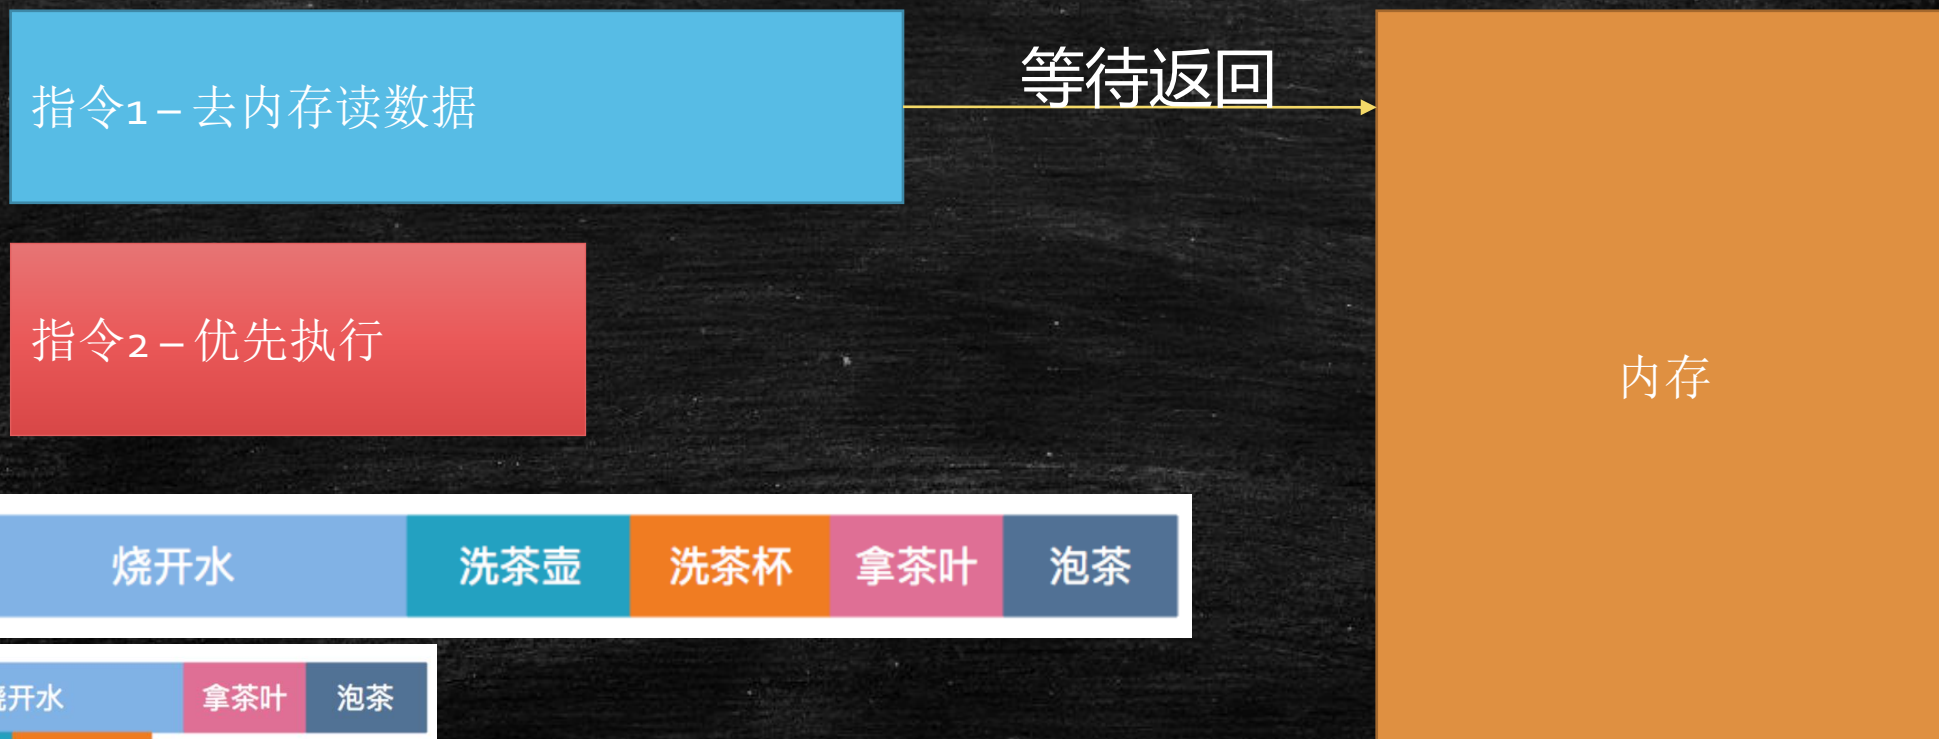 指令1 – 去内存读数据
等待返回
指令2 – 优先执行
内存
烧开水 洗茶壶 洗茶杯 拿茶叶 泡茶
开水 拿茶叶 泡茶